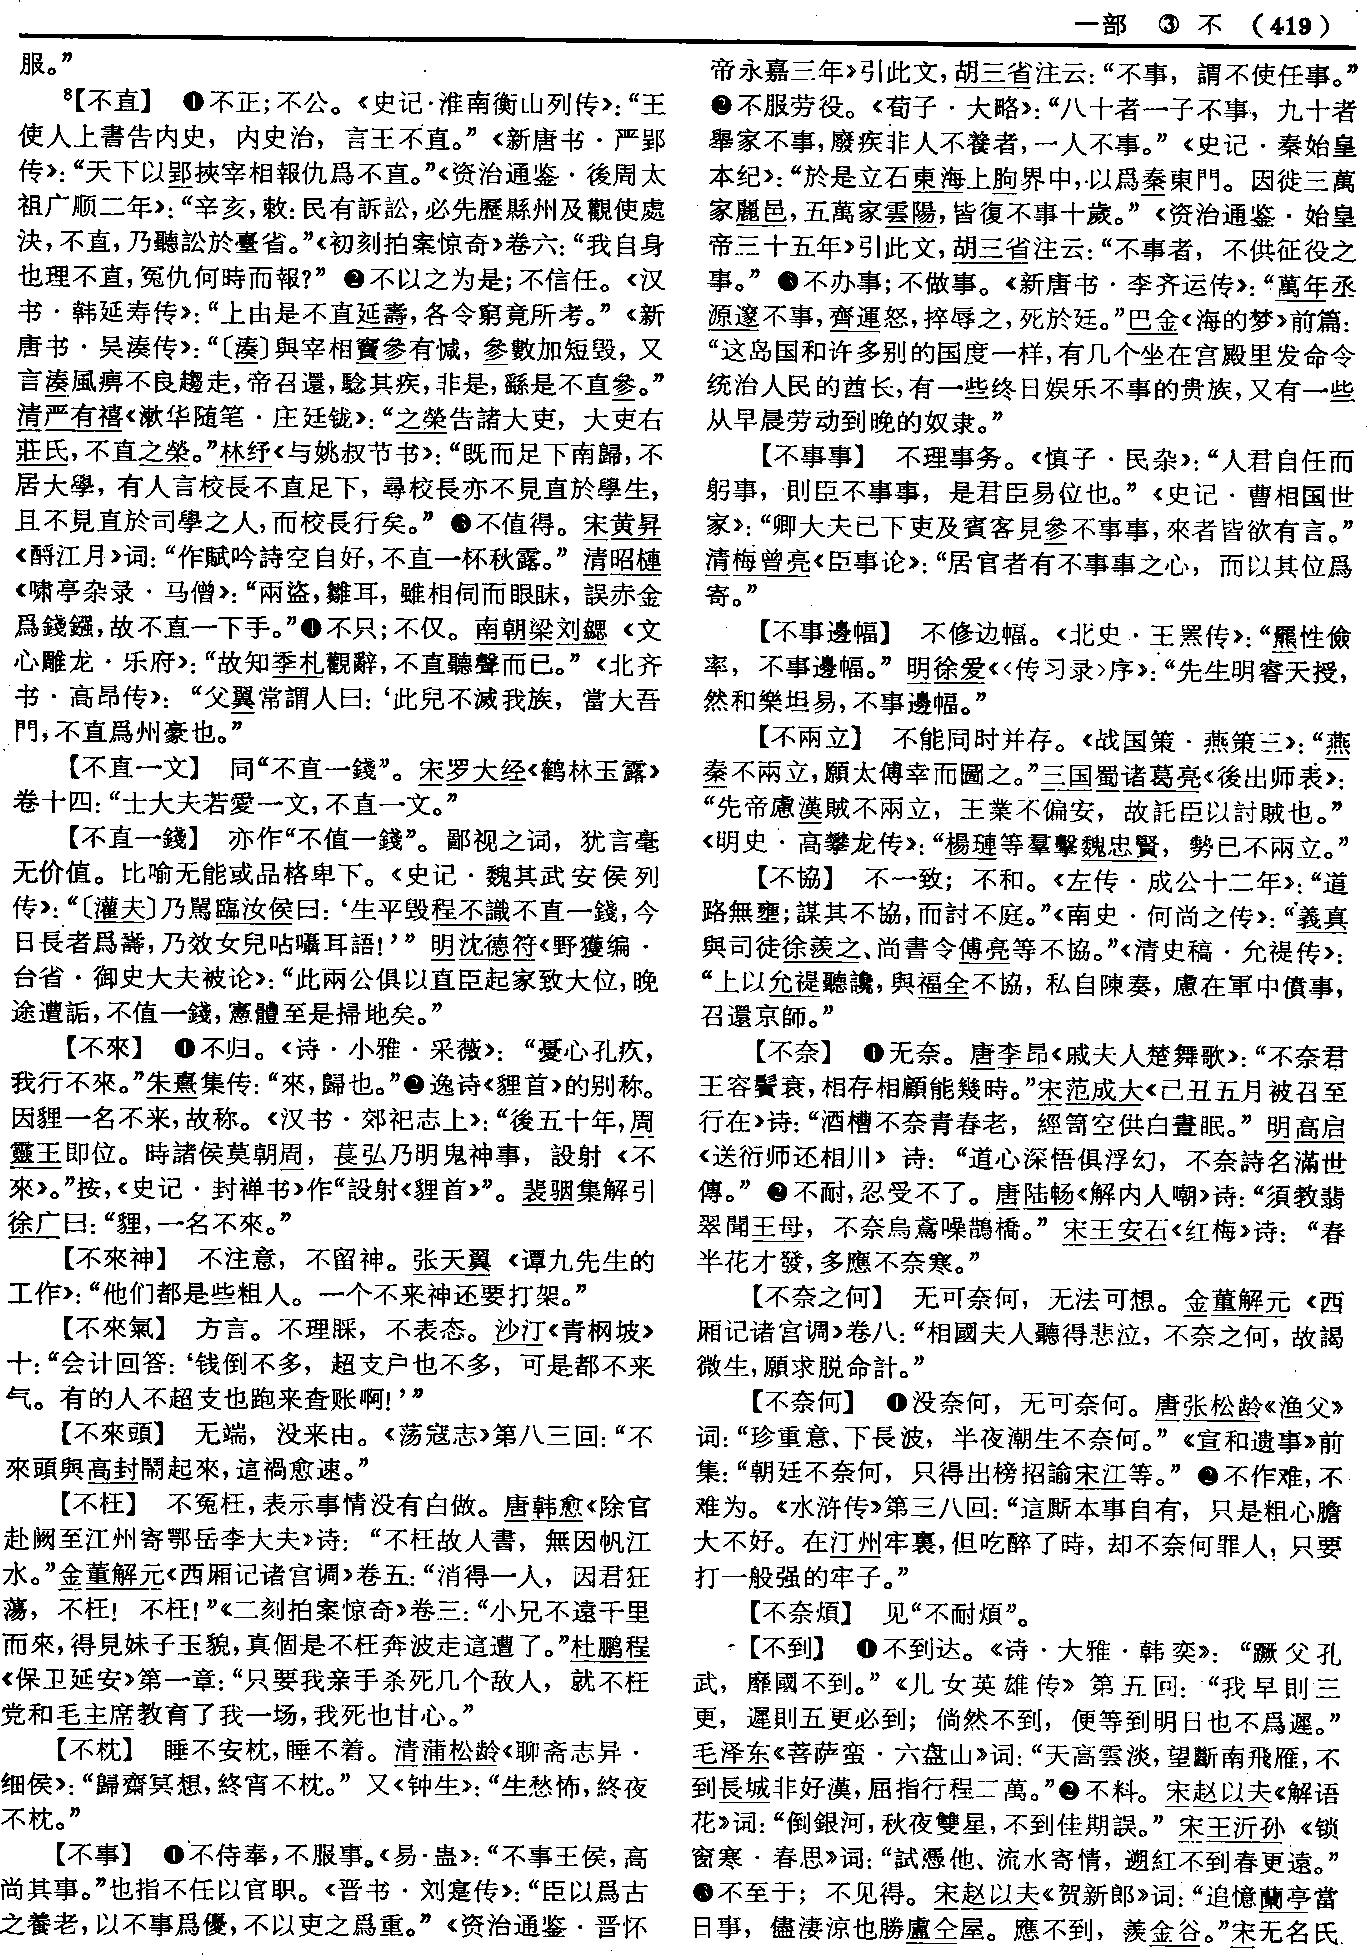 一部 ③ 不 (419)
服。”
⁸【不直】 ❶不正；不公。《史记·淮南衡山列传》：“王
使人上書告内史，内史治，言王不直。”《新唐书·严郢
传》：“天下以郢挾宰相報仇爲不直。”《资治通鉴·後周太
祖广顺二年》：“辛亥，敕：民有訴訟，必先歷縣州及觀使處
決，不直，乃聽訟於臺省。”《初刻拍案惊奇》卷六：“我自身
也理不直，冤仇何時而報？” ❷不以之为是；不信任。《汉
书·韩延寿传》：“上由是不直延壽，各令窮竟所考。”《新
唐书·吴湊传》：“〔湊〕與宰相竇參有憾，參數加短毁，又
言湊風痹不良趨走，帝召還，驗其疾，非是，繇是不直參。”
清严有禧《漱华随笔·庄廷钺》：“之榮告諸大吏，大吏右
莊氏，不直之榮。”林纾《与姚叔节书》：“既而足下南歸，不
居大學，有人言校長不直足下，尋校長亦不見直於學生，
且不見直於司學之人，而校長行矣。” ❸不值得。宋黄昇
《酹江月》词：“作賦吟詩空自好，不直一杯秋露。” 清昭槤
《啸亭杂录·马僧》：“兩盜，雛耳，雖相伺而眼眛，誤赤金
爲錢鏹，故不直一下手。”❹不只；不仅。南朝梁刘勰《文
心雕龙·乐府》：“故知季札觀辭，不直聽聲而已。”《北齐
书·高昂传》：“父翼常謂人曰：‘此兒不滅我族，當大吾
門，不直爲州豪也。”
【不直一文】 同“不直一錢”。宋罗大经《鹤林玉露》
卷十四：“士大夫若愛一文，不直一文。”
【不直一錢】 亦作“不值一錢”。鄙视之词，犹言毫
无价值。比喻无能或品格卑下。《史记·魏其武安侯列
传》：“〔灌夫〕乃駡臨汝侯曰：‘生平毁程不識不直一錢，今
日長者爲壽，乃效女兒呫囁耳語！’” 明沈德符《野獲编·
台省·御史大夫被论》：“此兩公俱以直臣起家致大位，晚
途遭詬，不值一錢，憲體至是掃地矣。”
【不來】 ❶不归。《诗·小雅·采薇》：“憂心孔疚，
我行不來。”朱熹集传：“來，歸也。”❷逸诗《貍首》的别称。
因貍一名不来，故称。《汉书·郊祀志上》：“後五十年，周
靈王即位。時諸侯莫朝周，萇弘乃明鬼神事，設射《不
來》。”按，《史记·封禅书》作“設射《貍首》”。裴骃集解引
徐广曰：“貍，一名不來。”
【不來神】 不注意，不留神。张天翼《谭九先生的
工作》：“他们都是些粗人。一个不来神还要打架。”
【不來氣】 方言。不理睬，不表态。沙汀《青㭎坡》
十：“会计回答：‘钱倒不多，超支户也不多，可是都不来
气。有的人不超支也跑来查账啊！’”
【不來頭】 无端，没来由。《荡寇志》第八三回：“不
來頭與高封鬧起來，這禍愈速。”
【不枉】 不冤枉，表示事情没有白做。唐韩愈《除官
赴阙至江州寄鄂岳李大夫》诗：“不枉故人書，無因帆江
水。”金董解元《西厢记诸宫调》卷五：“消得一人，因君狂
蕩，不枉！不枉！”《二刻拍案惊奇》卷三：“小兄不遠千里
而來，得見妹子玉貌，真個是不枉奔波走這遭了。”杜鹏程
《保卫延安》第一章：“只要我亲手杀死几个敌人，就不枉
党和毛主席教育了我一场，我死也甘心。”
【不枕】 睡不安枕，睡不着。清蒲松龄《聊斋志异·
细侯》：“歸齋冥想，終宵不枕。” 又《钟生》：“生愁怖，終夜
不枕。”
【不事】 ❶不侍奉，不服事。《易·蛊》：“不事王侯，高
尚其事。”也指不任以官职。《晋书·刘寔传》：“臣以爲古
之養老，以不事爲優，不以吏之爲重。”《资治通鉴·晋怀
帝永嘉三年》引此文，胡三省注云：“不事，謂不使任事。”
❷不服劳役。《荀子·大略》：“八十者一子不事，九十者
舉家不事，廢疾非人不養者，一人不事。”《史记·秦始皇
本纪》：“於是立石東海上朐界中，以爲秦東門。因徙三萬
家麗邑，五萬家雲陽，皆復不事十歲。”《资治通鉴·始皇
帝三十五年》引此文，胡三省注云：“不事者，不供征役之
事。” ❸不办事；不做事。《新唐书·李齐运传》：“萬年丞
源邃不事，齊運怒，捽辱之，死於廷。”巴金《海的梦》前篇：
“这岛国和许多别的国度一样，有几个坐在宫殿里发命令
统治人民的酋长，有一些终日娱乐不事的贵族，又有一些
从早晨劳动到晚的奴隶。”
【不事事】 不理事务。《慎子·民杂》：“人君自任而
躬事，則臣不事事，是君臣易位也。”《史记·曹相国世
家》：“卿大夫已下吏及賓客見參不事事，來者皆欲有言。”
清梅曾亮《臣事论》：“居官者有不事事之心，而以其位爲
寄。”
【不事邊幅】 不修边幅。《北史·王罴传》：“羆性儉
率，不事邊幅。” 明徐爱《〈传习录〉序》：“先生明睿天授，
然和樂坦易，不事邊幅。”
【不兩立】 不能同时并存。《战国策·燕策三》：“燕
秦不兩立，願太傅幸而圖之。”三国蜀诸葛亮《後出师表》：
“先帝慮漢賊不兩立，王業不偏安，故託臣以討賊也。”
《明史·高攀龙传》：“楊璉等羣擊魏忠賢，勢已不兩立。”
【不協】 不一致；不和。《左传·成公十二年》：“道
路無壅；謀其不協，而討不庭。”《南史·何尚之传》：“義真
與司徒徐羨之、尚書令傅亮等不協。”《清史稿·允禔传》：
“上以允禔聽讒，與福全不協，私自陳奏，慮在軍中僨事，
召還京師。”
【不奈】 ❶无奈。唐李昂《戚夫人楚舞歌》：“不奈君
王容鬢衰，相存相顧能幾時。”宋范成大《己丑五月被召至
行在》诗：“酒槽不奈青春老，經笥空供白晝眠。” 明高启
《送衍师还相川》诗：“道心深悟俱浮幻，不奈詩名滿世
傳。” ❷不耐，忍受不了。唐陆畅《解内人嘲》诗：“須教翡
翠聞王母，不奈烏鳶噪鵲橋。” 宋王安石《红梅》诗：“春
半花才發，多應不奈寒。”
【不奈之何】 无可奈何，无法可想。金董解元《西
厢记诸宫调》卷八：“相國夫人聽得悲泣，不奈之何，故謁
微生，願求脱命計。”
【不奈何】 ❶没奈何，无可奈何。唐张松龄《渔父》
词：“珍重意、下長波，半夜潮生不奈何。”《宣和遗事》前
集：“朝廷不奈何，只得出榜招諭宋江等。” ❷不作难，不
难为。《水浒传》第三八回：“這厮本事自有，只是粗心膽
大不好。在江州牢裏，但吃醉了時，却不奈何罪人，只要
打一般强的牢子。”
【不奈煩】 见“不耐煩”。
【不到】 ❶不到达。《诗·大雅·韩奕》：“蹶父孔
武，靡國不到。”《儿女英雄传》第五回：“我早則三
更，遲則五更必到；倘然不到，便等到明日也不爲遲。”
毛泽东《菩萨蛮·六盘山》词：“天高雲淡，望斷南飛雁，不
到長城非好漢，屈指行程二萬。”❷不料。宋赵以夫《解语
花》词：“倒銀河，秋夜雙星，不到佳期誤。” 宋王沂孙《锁
窗寒·春思》词：“試憑他、流水寄情，遡紅不到春更遠。”
❸不至于；不见得。宋赵以夫《贺新郎》词：“追憶蘭亭當
日事，儘淒涼也勝盧仝屋。應不到，羨金谷。”宋无名氏